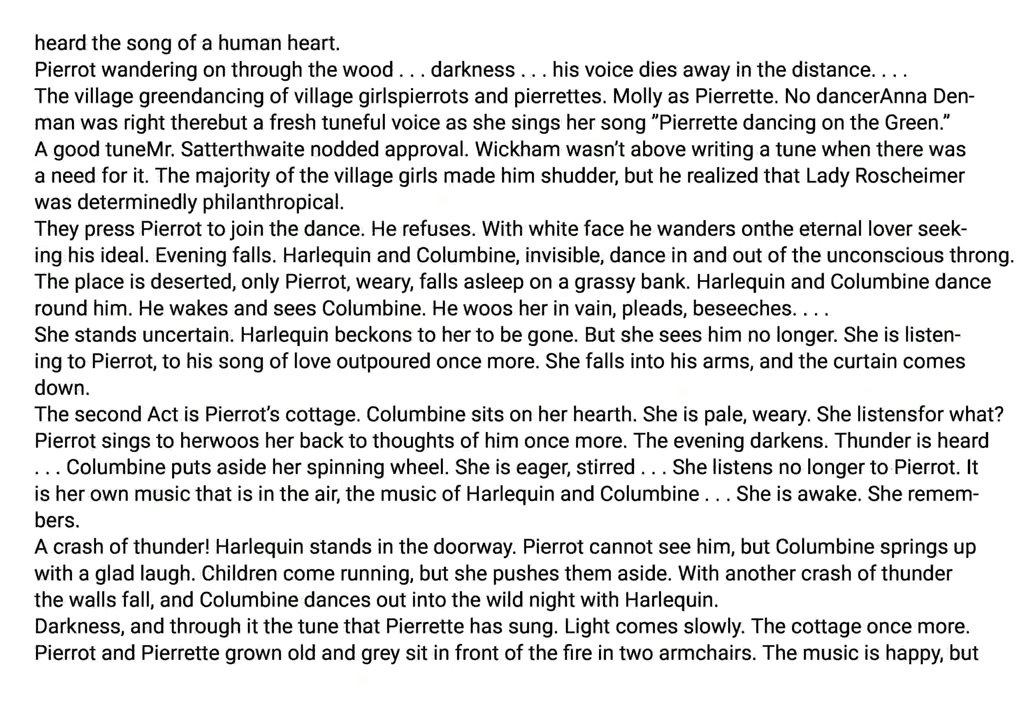 heard the song of a human heart.
Pierrot wandering on through the wood . . . darkness . . . his voice dies away in the distance. . . .
The village greendancing of village girlspierrots and pierrettes. Molly as Pierrette. No dancerAnna Den-
man was right therebut a fresh tuneful voice as she sings her song ”Pierrette dancing on the Green.”
A good tuneMr. Satterthwaite nodded approval. Wickham wasn’t above writing a tune when there was
a need for it. The majority of the village girls made him shudder, but he realized that Lady Roscheimer
was determinedly philanthropical.
They press Pierrot to join the dance. He refuses. With white face he wanders onthe eternal lover seek-
ing his ideal. Evening falls. Harlequin and Columbine, invisible, dance in and out of the unconscious throng.
The place is deserted, only Pierrot, weary, falls asleep on a grassy bank. Harlequin and Columbine dance
round him. He wakes and sees Columbine. He woos her in vain, pleads, beseeches. . . .
She stands uncertain. Harlequin beckons to her to be gone. But she sees him no longer. She is listen-
ing to Pierrot, to his song of love outpoured once more. She falls into his arms, and the curtain comes
down.
The second Act is Pierrot’s cottage. Columbine sits on her hearth. She is pale, weary. She listensfor what?
Pierrot sings to herwoos her back to thoughts of him once more. The evening darkens. Thunder is heard
. . . Columbine puts aside her spinning wheel. She is eager, stirred . . . She listens no longer to Pierrot. It
is her own music that is in the air, the music of Harlequin and Columbine . . . She is awake. She remem-
bers.
A crash of thunder! Harlequin stands in the doorway. Pierrot cannot see him, but Columbine springs up
with a glad laugh. Children come running, but she pushes them aside. With another crash of thunder
the walls fall, and Columbine dances out into the wild night with Harlequin.
Darkness, and through it the tune that Pierrette has sung. Light comes slowly. The cottage once more.
Pierrot and Pierrette grown old and grey sit in front of the fire in two armchairs. The music is happy, but